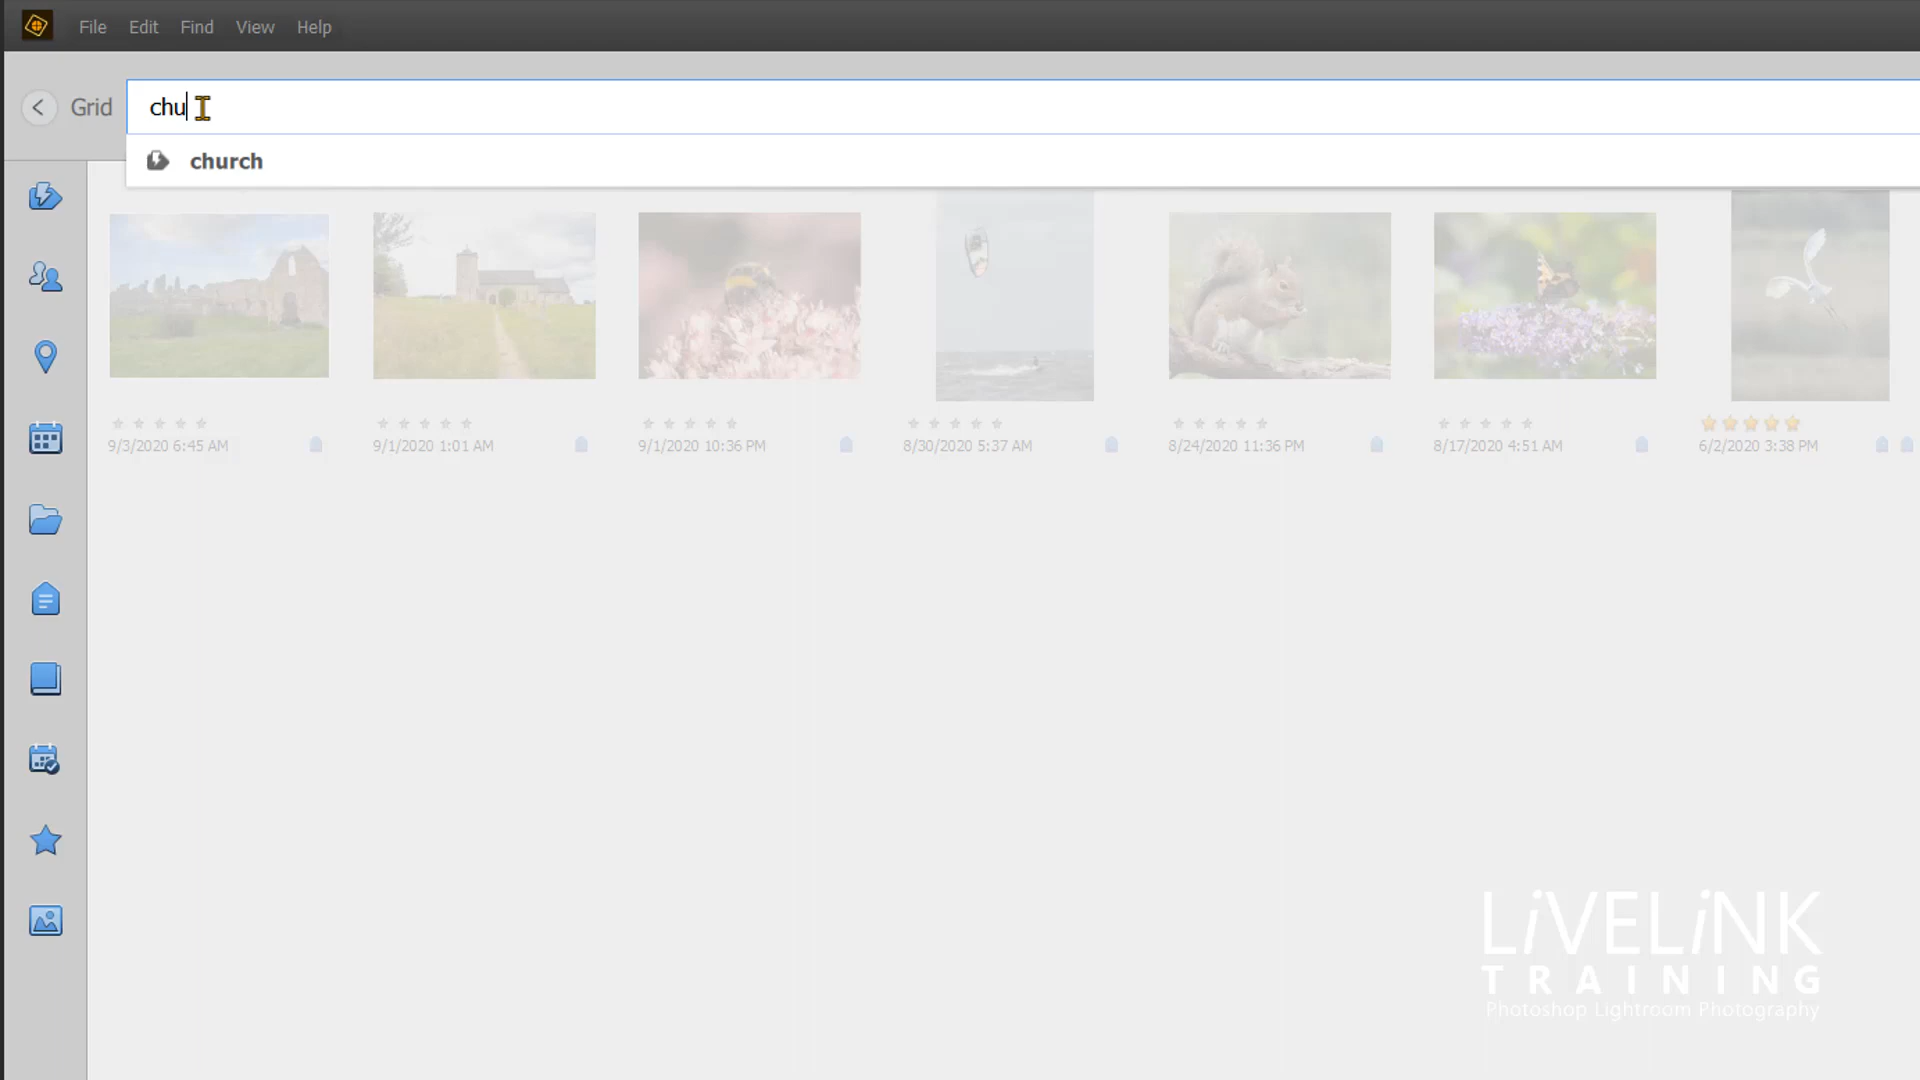 File Edit Find View Help
Grid chu
church
9/3/2020 6:45 AM 9/1/2020 1:01 AM 9/1/2020 10:36 PM 8/30/2020 5:37 AM 8/24/2020 11:36 PM 8/17/2020 4:51 AM 6/2/2020 3:38 PM
LiVELiNK
TRAINING
Photoshop Lightroom Photography